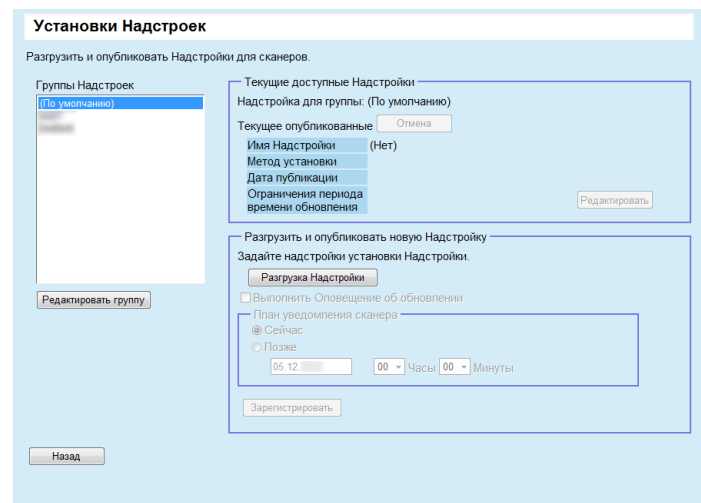 Установки Надстроек
Разгрузить и опубликовать Надстройки для сканеров.
Группы Надстроек
(По умолчанию)
Редактировать группу
Текущие доступные Надстройки
Надстройка для группы: (По умолчанию)
Текущее опубликованные Отмена
Имя Надстройки (Нет)
Метод установки
Дата публикации
Ограничения периода
времени обновления
Редактировать
Разгрузить и опубликовать новую Надстройку
Задайте надстройки установки Надстройки.
Разгрузка Надстройки
Выполнить Оповещение об обновлении
План уведомления сканера
Сейчас
Позже
05.12. 00 Часы 00 Минуты
Зарегистрировать
Назад